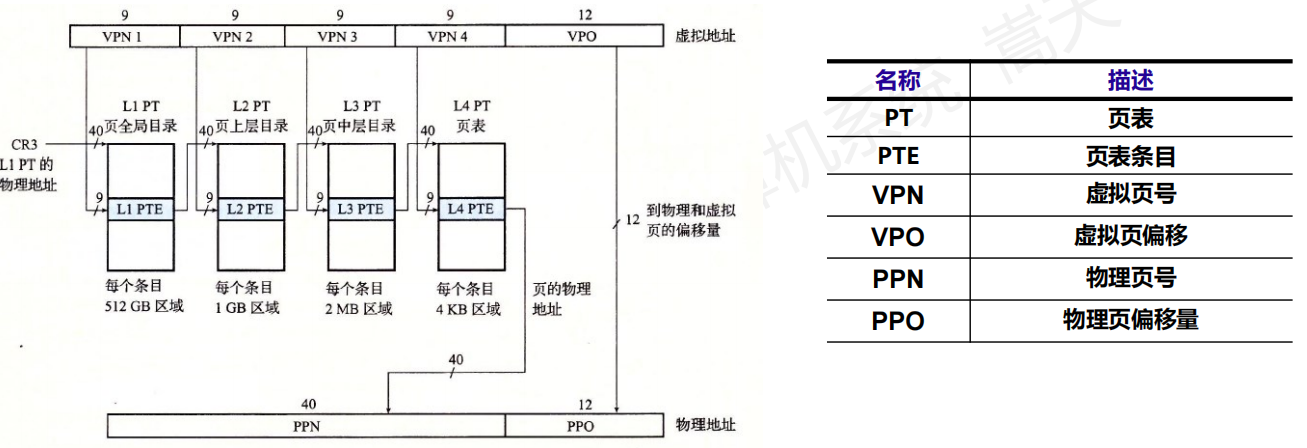 9 9 9 9 12
VPN 1 VPN 2 VPN 3 VPN 4 VPO 虚拟地址
L1 PT L2 PT L3 PT L4 PT
页全局目录 页上层目录 页中层目录 页表
40 40 40 40
CR3
L1 PT 的
物理地址
9 9 9 9
L1 PTE L2 PTE L3 PTE L4 PTE
12 到物理和虚拟
页的偏移量
每个条目 每个条目 每个条目 每个条目
512 GB 区域 1 GB 区域 2 MB 区域 4 KB 区域
页的物理
地址
40
40 12
PPN PPO 物理地址
名称 描述
PT 页表
PTE 页表条目
VPN 虚拟页号
VPO 虚拟页偏移
PPN 物理页号
PPO 物理页偏移量
机系统 嵩天